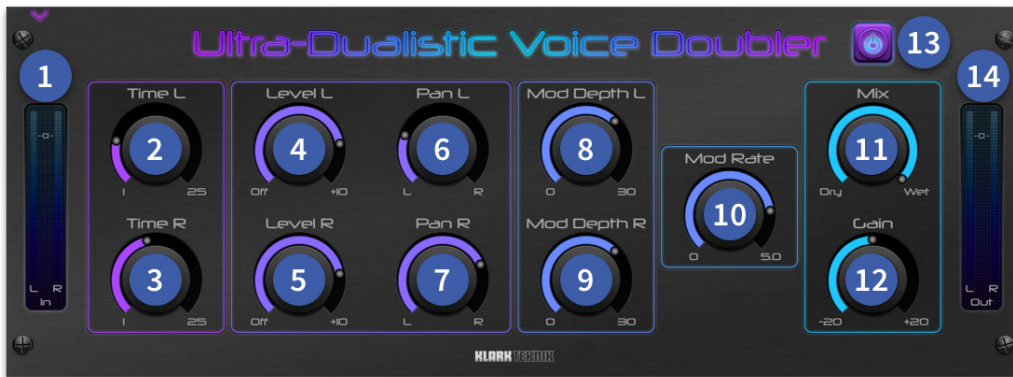 Ultra-Dualistic Voice Doubler
13
1
14
Time L
Level L
Pan L
Mod Depth L
Mix
-0-
2
4
6
8
11
-0-
1
25
Off
+10
L
R
0
30
Dry
Wet
Mod Rate
10
0
5.0
Time R
Level R
Pan R
Mod Depth R
Gain
3
5
7
9
12
L R
In
1
25
Off
+10
L
R
0
30
-20
+20
L R
Out
KLARK TEKNIK